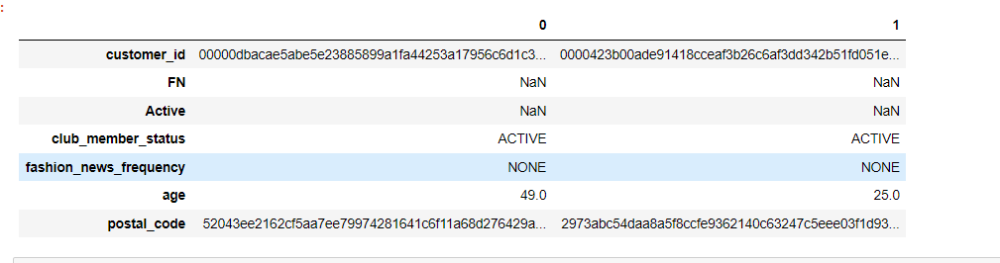 :
0 1
customer_id 00000dbacae5abe5e23885899a1fa44253a17956c6d1c3... 0000423b00ade91418cceaf3b26c6af3dd342b51fd051e...
FN NaN NaN
Active NaN NaN
club_member_status ACTIVE ACTIVE
fashion_news_frequency NONE NONE
age 49.0 25.0
postal_code 52043ee2162cf5aa7ee79974281641c6f11a68d276429a... 2973abc54daa8a5f8ccfe9362140c63247c5eee03f1d93...